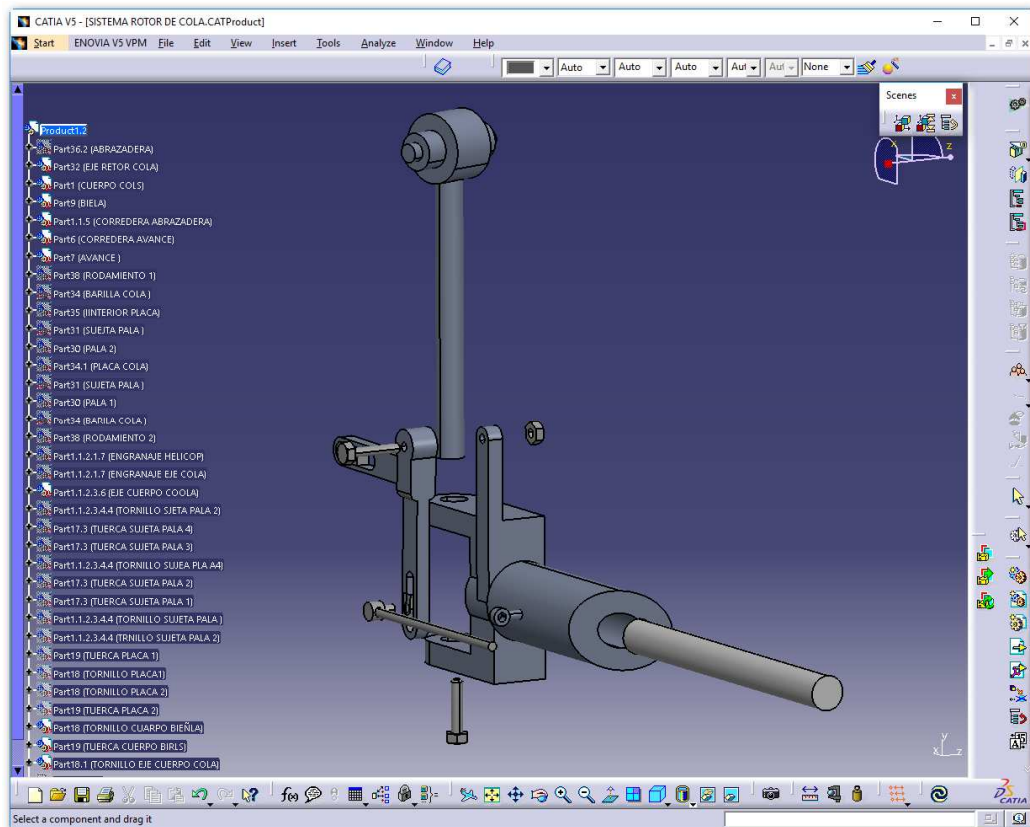 CATIA V5 - [SISTEMA ROTOR DE COLA.CATProduct]
Start ENOVIA V5 VPM File Edit View Insert Tools Analyze Window Help
Auto Auto Auto Aut Aut None
Scenes
z
Product1.2
Part36.2 (ABRAZADERA)
Part32 (EJE RETOR COLA)
Part1 (CUERPO COLS)
Part9 (BIELA)
Part1.1.5 (CORREDERA ABRAZADERA)
Part6 (CORREDERA AVANCE)
Part7 (AVANCE )
Part38 (RODAMIENTO 1)
Part34 (BARILLA COLA )
Part35 (IINTERIOR PLACA)
Part31 (SUEJTA PALA )
Part30 (PALA 2)
Part34.1 (PLACA COLA)
Part31 (SUJETA PALA )
Part30 (PALA 1)
Part34 (BARILA COLA )
Part38 (RODAMIENTO 2)
Part1.1.2.1.7 (ENGRANAJE HELICOP)
Part1.1.2.1.7 (ENGRANAJE EJE COLA)
Part1.1.2.3.6 (EJE CUERPO COOLA)
Part1.1.2.3.4.4 (TORNILLO SJETA PALA 2)
Part17.3 (TUERCA SUJETA PALA 4)
Part17.3 (TUERCA SUJETA PALA 3)
Part1.1.2.3.4.4 (TORNILLO SUJEA PLA A4)
Part17.3 (TUERCA SUJETA PALA 2)
Part17.3 (TUERCA SUJETA PALA 1)
Part1.1.2.3.4.4 (TORNILLO SUJETA PALA )
Part1.1.2.3.4.4 (TRNILLO SUJETA PALA 2)
Part19 (TUERCA PLACA 1)
Part18 (TORNILLO PLACA1)
Part18 (TORNILLO PLACA 2)
Part19 (TUERCA PLACA 2)
Part18 (TORNILLO CUARPO BIEÑLA)
Part19 (TUERCA CUERPO BIRLS)
Part18.1 (TORNILLO EJE CUERPO COLA)
y
x z
f(x)
CATIA
Select a component and drag it